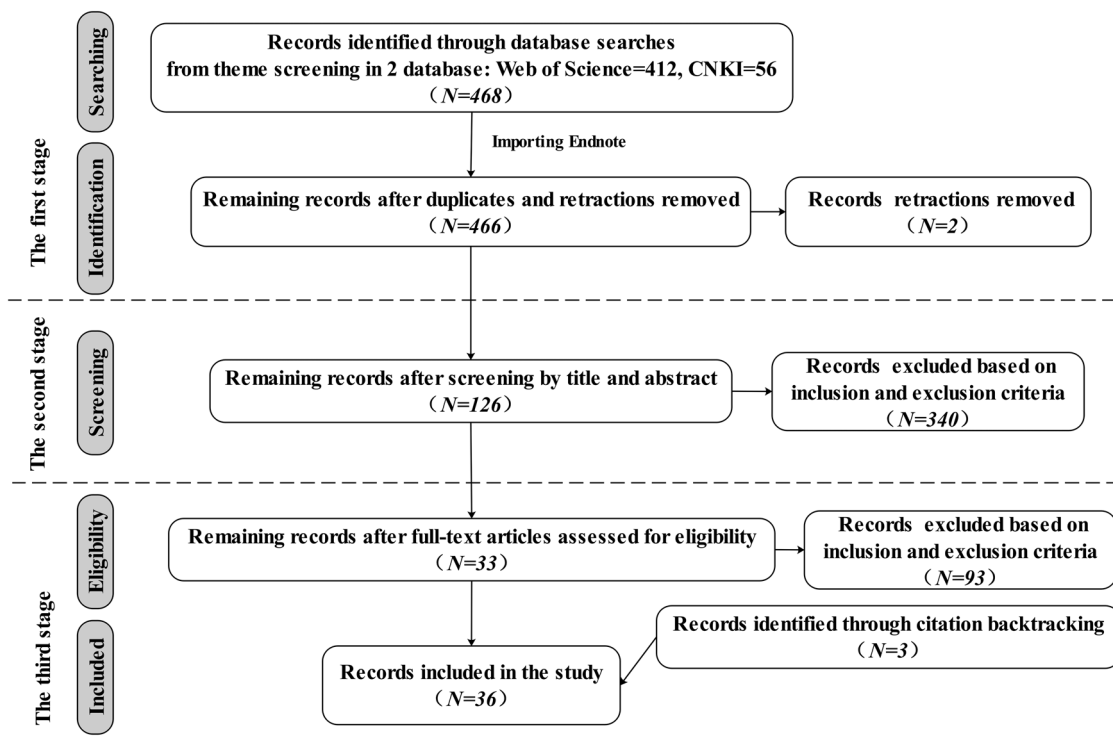 The first stage
Searching
Records identified through database searches
from theme screening in 2 database: Web of Science=412, CNKI=56
（N=468）
Importing Endnote
Identification
Remaining records after duplicates and retractions removed
（N=466）
Records retractions removed
（N=2）
The second stage
Screening
Remaining records after screening by title and abstract
（N=126）
Records excluded based on
inclusion and exclusion criteria
（N=340）
The third stage
Eligibility
Remaining records after full-text articles assessed for eligibility
（N=33）
Records excluded based on
inclusion and exclusion criteria
（N=93）
Included
Records identified through citation backtracking
（N=3）
Records included in the study
（N=36）